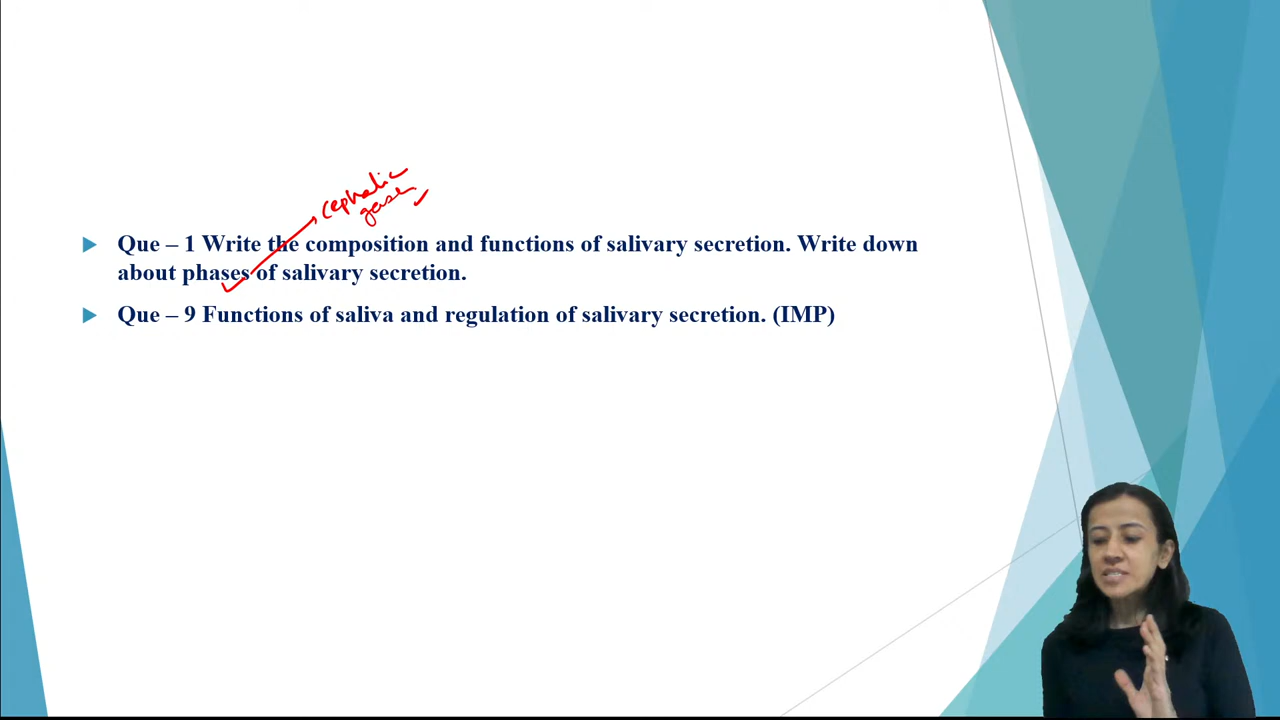 cephalic
Que – 1 Write the composition and functions of salivary secretion. Write down
about phases of salivary secretion.
Que – 9 Functions of saliva and regulation of salivary secretion. (IMP)